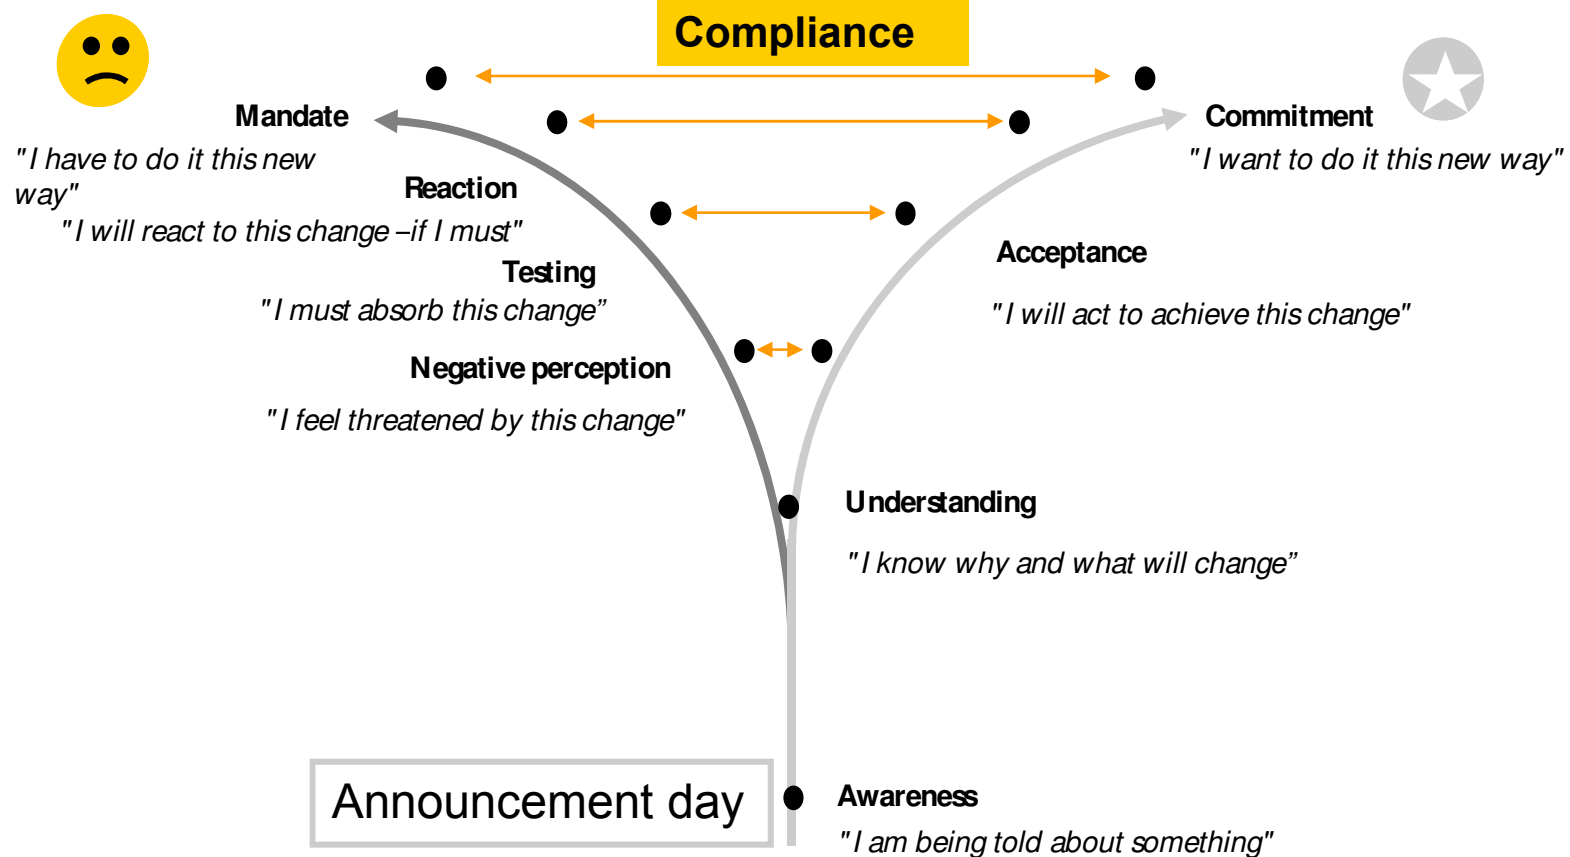 Compliance
Mandate
"I have to do it this new
way"
Commitment
"I want to do it this new way"
Reaction
"I will react to this change –if I must"
Testing
"I must absorb this change”
Acceptance
"I will act to achieve this change"
Negative perception
"I feel threatened by this change"
Understanding
"I know why and what will change”
Announcement day
Awareness
"I am being told about something"